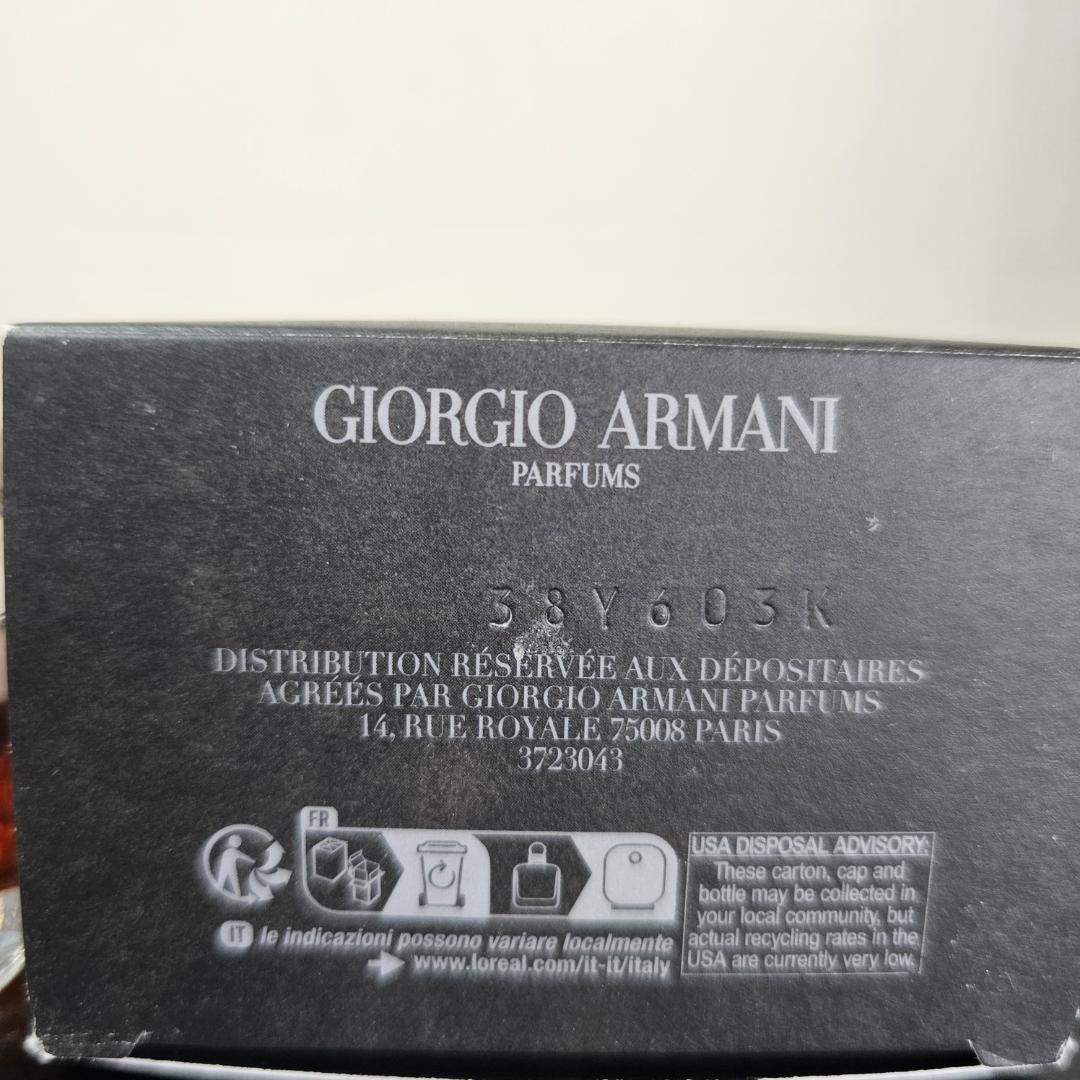 GIORGIO ARMANI
PARFUMS
38Y603K
DISTRIBUTION RÉSERVÉE AUX DÉPOSITAIRES
AGRÉÉS PAR GIORGIO ARMANI PARFUMS
14, RUE ROYALE 75008 PARIS
3723043
FR
IT le indicazioni possono variare localmente
www.loreal.com/it-it/italy
USA DISPOSAL ADVISORY:
These carton, cap and
bottle may be collected in
your local community, but
actual recycling rates in the
USA are currently very low.